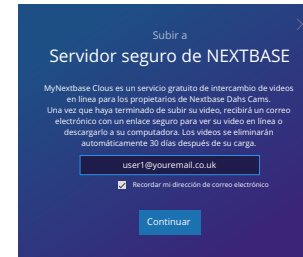 Subir a
Servidor seguro de NEXTBASE
MyNextbase Clous es un servicio gratuito de intercambio de videos
en línea para los propietarios de Nextbase Dahs Cams.
Una vez que haya terminado de subir su video, recibirá un correo
electrónico con un enlace seguro para ver su video en línea o
descargarlo a su computadora. Los videos se eliminarán
automáticamente 30 días después de su carga.
user1@youremail.co.uk
Recordar mi dirección de correo electrónico
Continuar